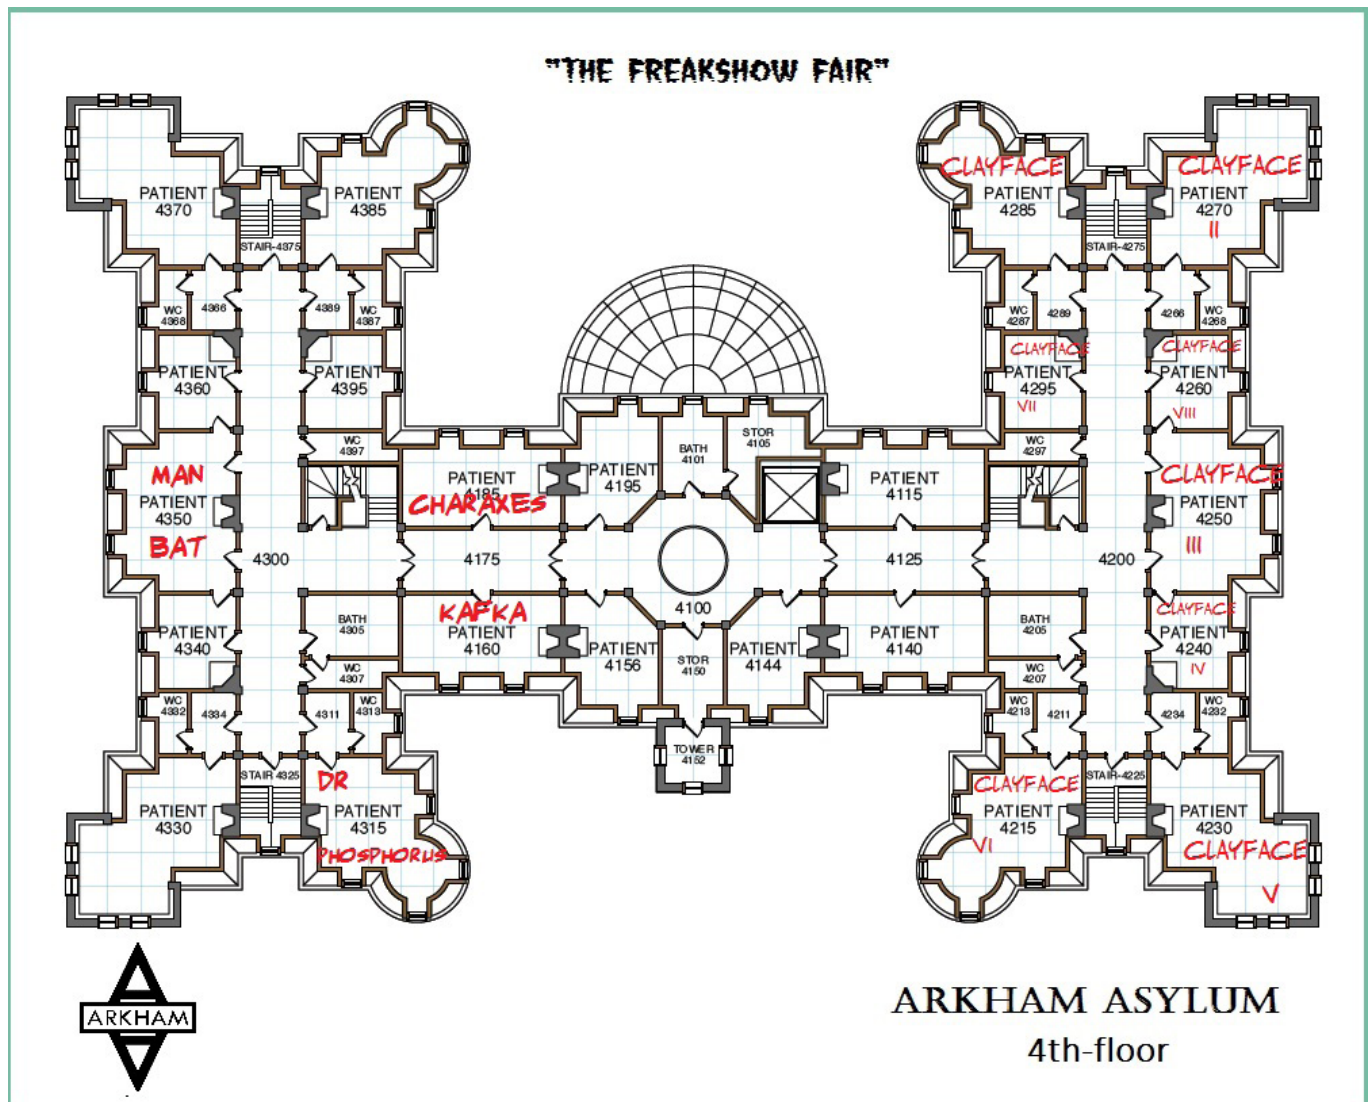 "THE FREAKSHOW FAIR"
CLAYFACE
CLAYFACE
PATIENT
4370
PATIENT
4385
PATIENT
4285
PATIENT
4270
II
STAIR-4375
STAIR-4275
WC
4368
4366
4389
WC
4387
WC
4287
4289
4266
WC
4268
CLAYFACE
CLAYFACE
PATIENT
4360
PATIENT
4395
PATIENT
4295
VII
PATIENT
4260
VIII
WC
4397
BATH
4101
STOR
4105
WC
4297
MAN
PATIENT
4350
BAT
PATIENT
4185
CHARAXES
PATIENT
4195
PATIENT
4115
CLAYFACE
PATIENT
4250
III
4300
4175
4100
4125
4200
KAFKA
CLAYFACE
PATIENT
4340
BATH
4305
PATIENT
4160
PATIENT
4156
STOR
4150
PATIENT
4144
PATIENT
4140
BATH
4205
PATIENT
4240
IV
WC
4307
WC
4207
WC
4332
4334
4311
WC
4313
WC
4213
4211
4234
WC
4232
TOWER
4152
STAIR 4325
DR
CLAYFACE
STAIR-4225
PATIENT
4330
PATIENT
4315
PHOSPHORUS
PATIENT
4215
VI
PATIENT
4230
CLAYFACE
V
ARKHAM
ARKHAM ASYLUM
4th-floor